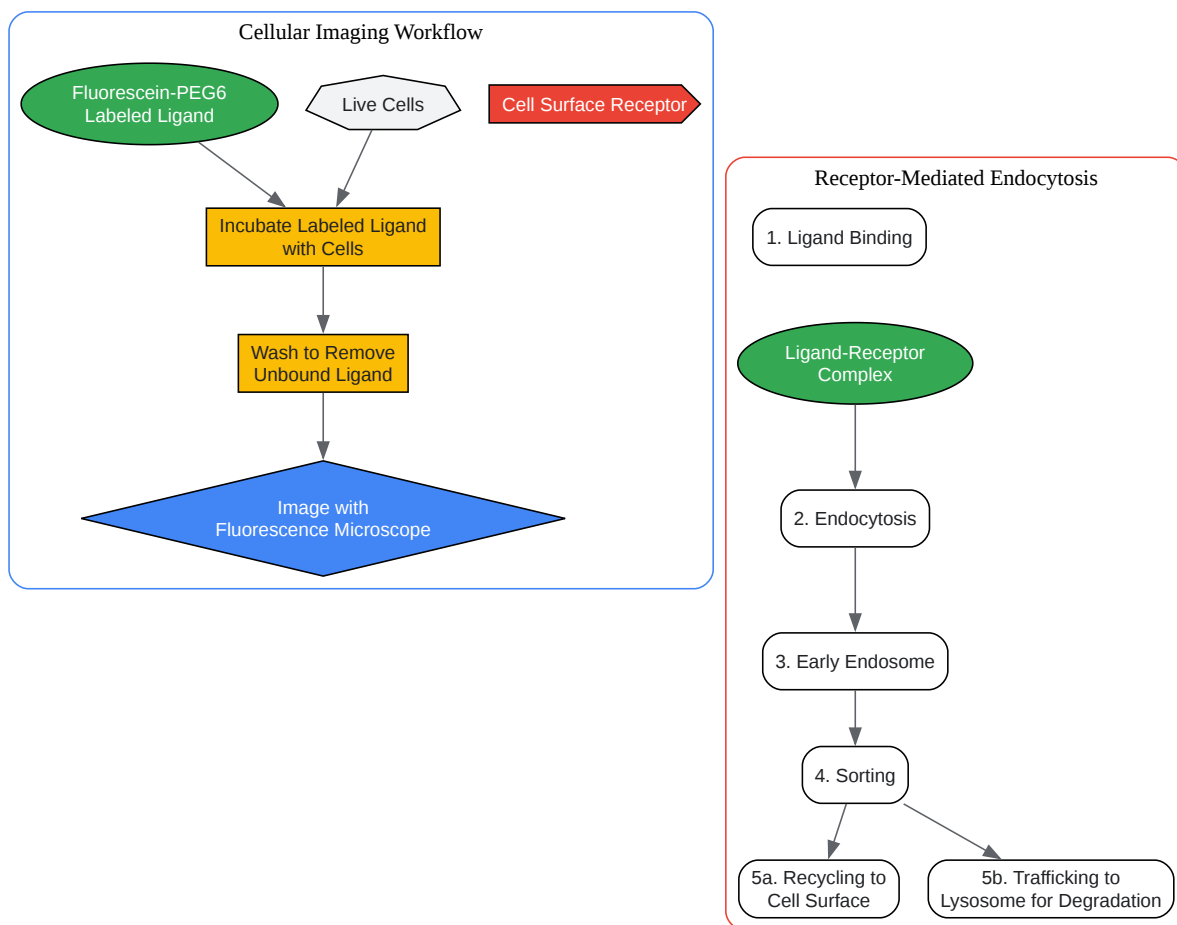 Cellular Imaging Workflow
Fluorescein-PEG6
Labeled Ligand
Live Cells
Cell Surface Receptor
Incubate Labeled Ligand
with Cells
Wash to Remove
Unbound Ligand
Image with
Fluorescence Microscope
Receptor-Mediated Endocytosis
1. Ligand Binding
Ligand-Receptor
Complex
2. Endocytosis
3. Early Endosome
4. Sorting
5a. Recycling to
Cell Surface
5b. Trafficking to
Lysosome for Degradation